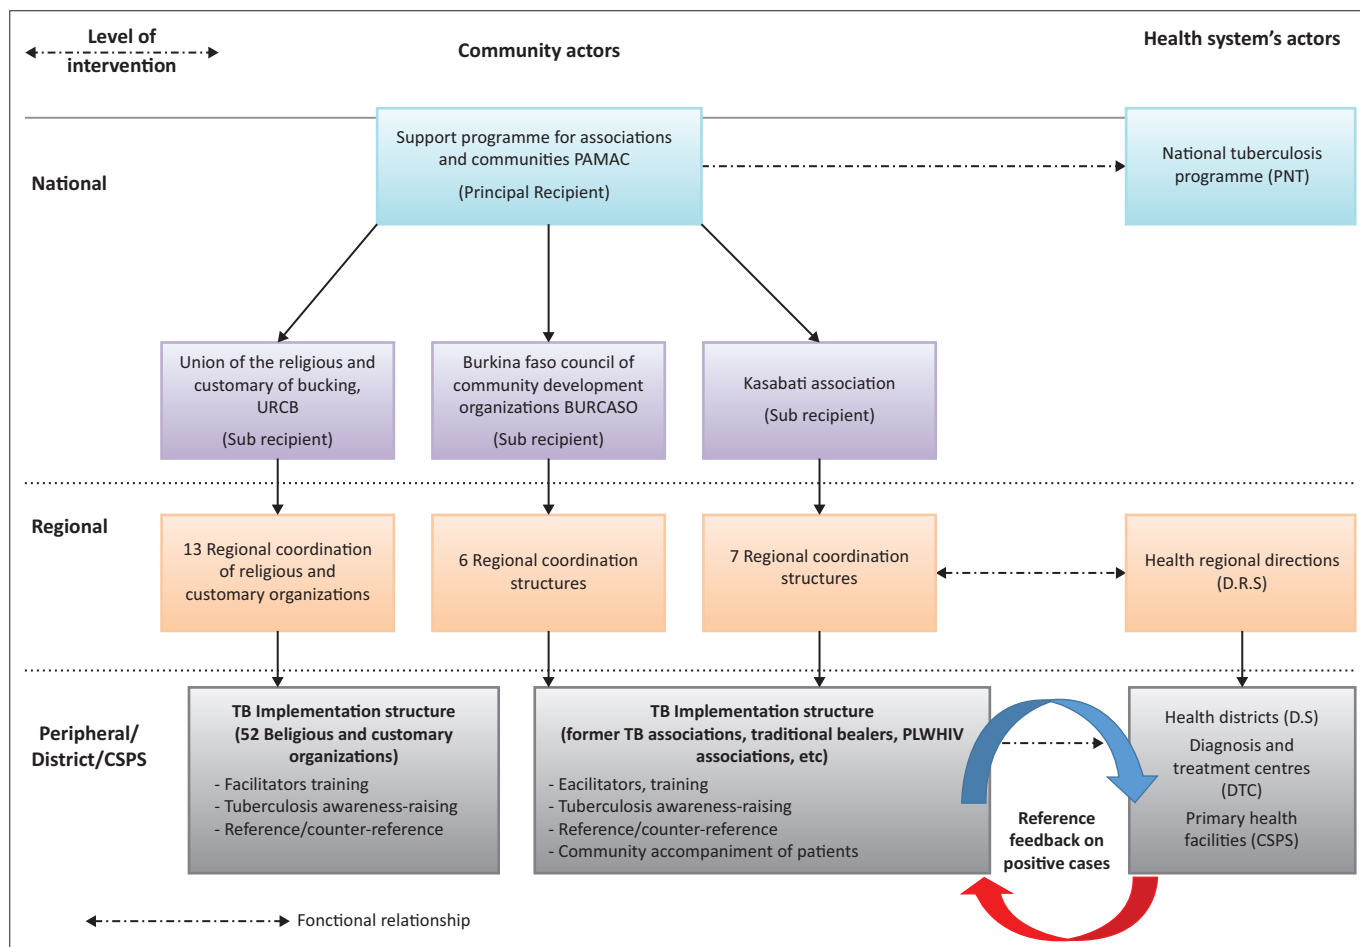 Level of
intervention
Community actors
Health system's actors
National
Support programme for associations
and communities PAMAC
(Principal Recipient)
National tuberculosis
programme (PNT)
Union of the religious and
customary of bucking,
URCB
(Sub recipient)
Burkina faso council of
community development
organizations BURCASO
(Sub recipient)
Kasabati association
(Sub recipient)
Regional
13 Regional coordination
of religious and
customary organizations
6 Regional coordination
structures
7 Regional coordination
structures
Health regional directions
(D.R.S)
Peripheral/
District/CSPS
TB Implementation structure
(52 Beligious and customary
organizations)
- Facilitators training
- Tuberculosis awareness-raising
- Reference/counter-reference
TB Implementation structure
(former TB associations, traditional bealers, PLWHIV
associations, etc)
- Eacilitators, training
- Tuberculosis awareness-raising
- Reference/counter-reference
- Community accompaniment of patients
Reference
feedback on
positive cases
Health districts (D.S)
Diagnosis and
treatment centres
(DTC)
Primary health
facilities (CSPS)
Fonctional relationship